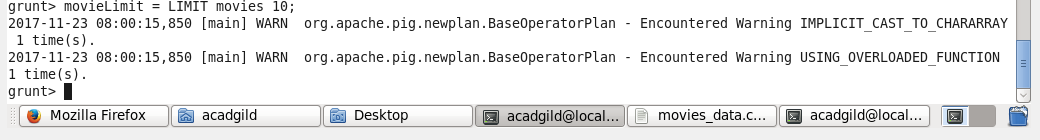 grunt> movieLimit = LIMIT movies 10;
2017-11-23 08:00:15,850 [main] WARN  org.apache.pig.newplan.BaseOperatorPlan - Encountered Warning IMPLICIT_CAST_TO_CHARARRAY
 1 time(s).
2017-11-23 08:00:15,850 [main] WARN  org.apache.pig.newplan.BaseOperatorPlan - Encountered Warning USING_OVERLOADED_FUNCTION
1 time(s).
grunt>
Mozilla Firefox acadgild Desktop acadgild@local... movies_data.c... acadgild@local...